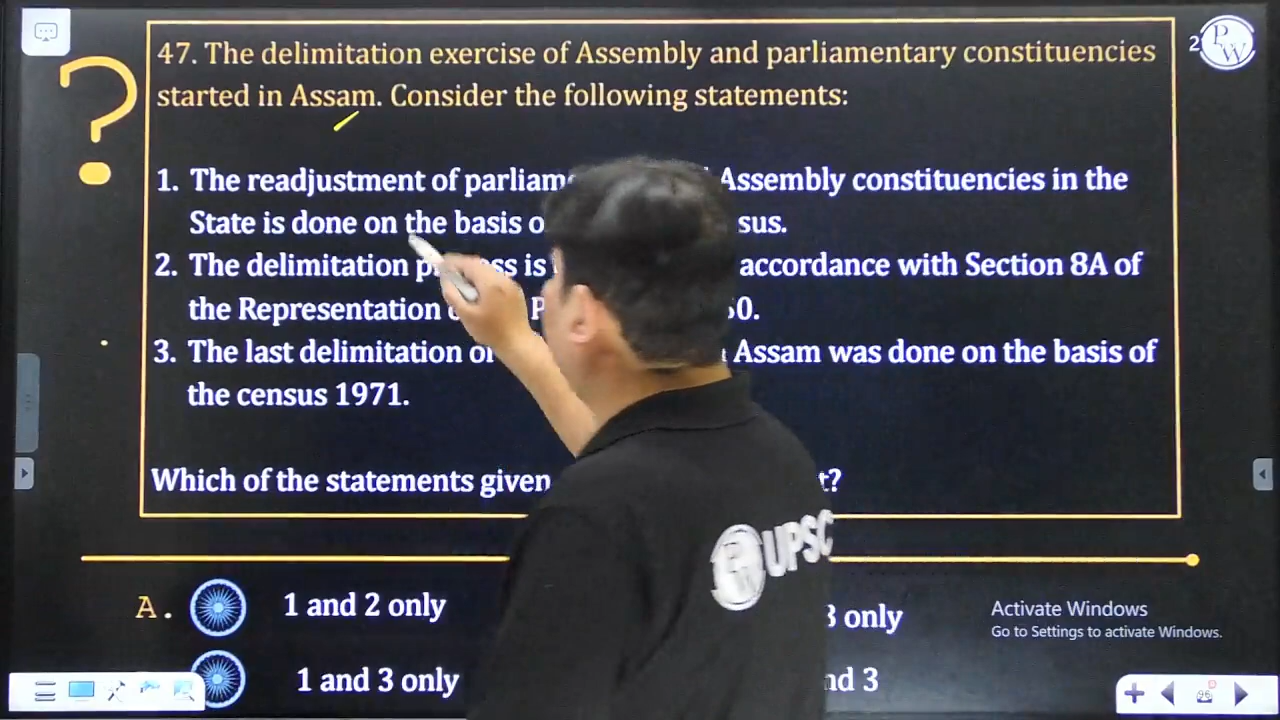 47. The delimitation exercise of Assembly and parliamentary constituencies
started in Assam. Consider the following statements:
2
PW
1. The readjustment of Assembly constituencies in the
State is done on the basis
2. The delimitation is accordance with Section 8A of
the Representation
3. The last delimitation Assam was done on the basis of
the census 1971.
Which of the statements given
A. 1 and 2 only
3 only
1 and 3 only
3
Activate Windows
Go to Settings to activate Windows.
UPSC
96